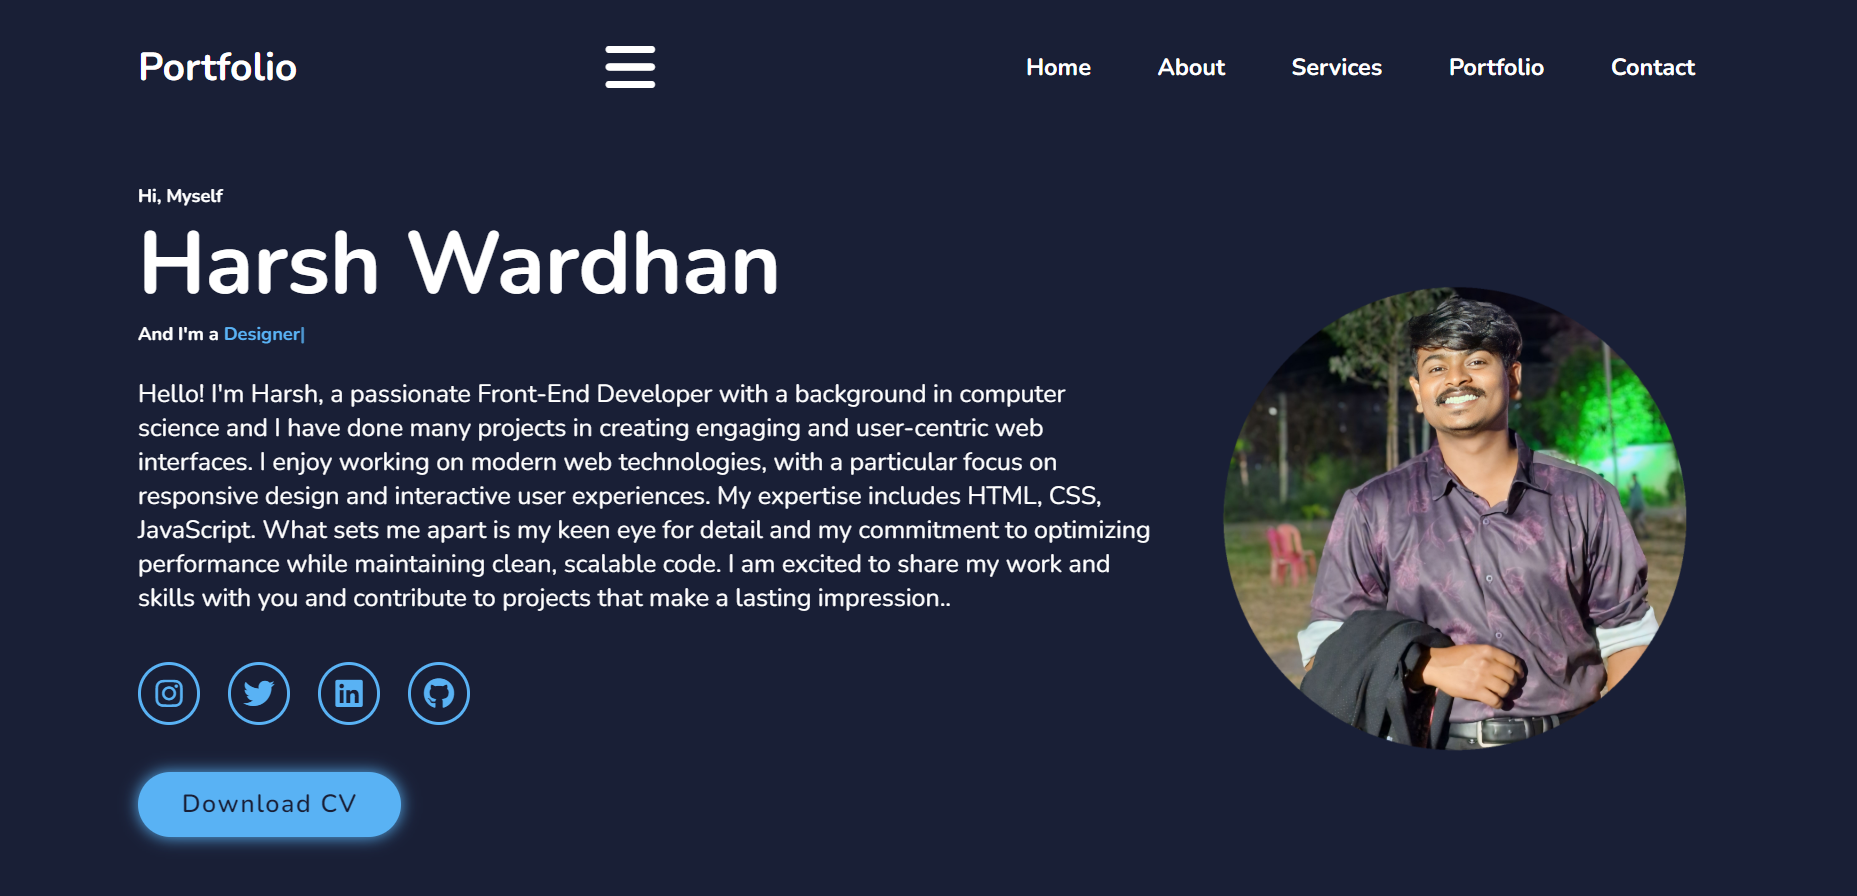 Portfolio
Home About Services Portfolio Contact
Hi, Myself
Harsh Wardhan
And I'm a Designer|
Hello! I'm Harsh, a passionate Front-End Developer with a background in computer
science and I have done many projects in creating engaging and user-centric web
interfaces. I enjoy working on modern web technologies, with a particular focus on
responsive design and interactive user experiences. My expertise includes HTML, CSS,
JavaScript. What sets me apart is my keen eye for detail and my commitment to optimizing
performance while maintaining clean, scalable code. I am excited to share my work and
skills with you and contribute to projects that make a lasting impression..
in
Download CV